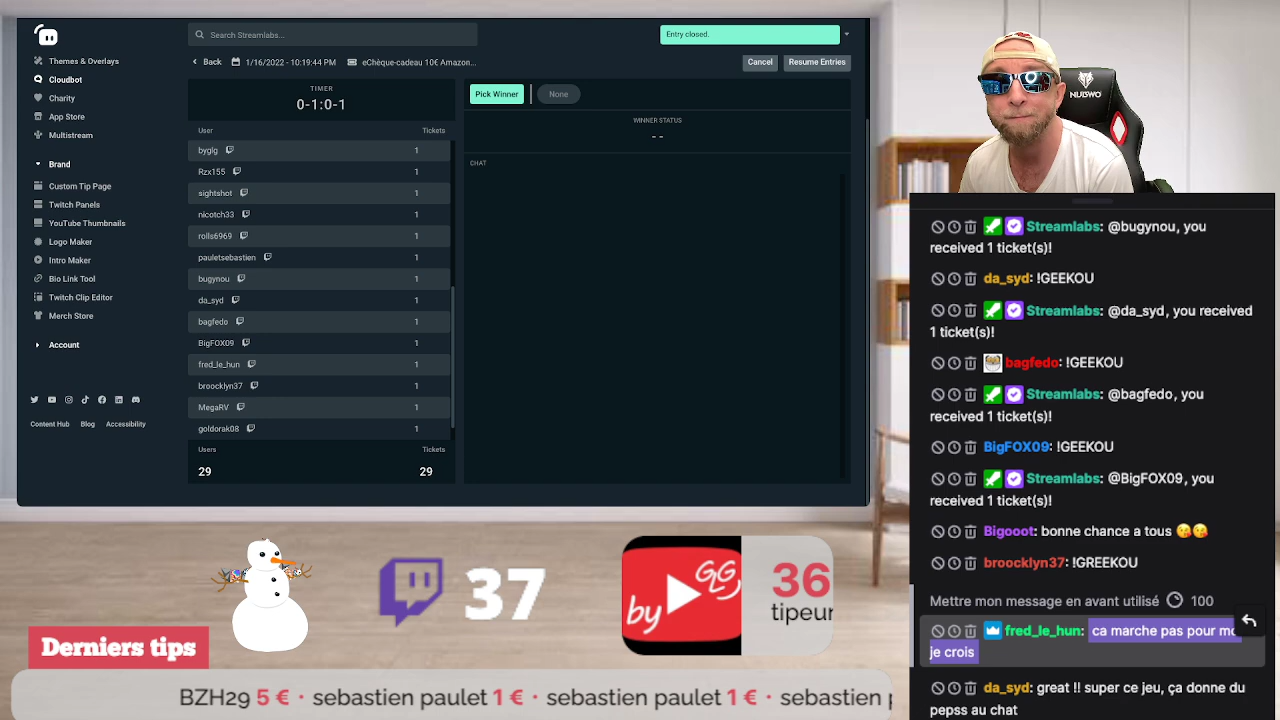 Search Streamlabs...
Entry closed.
Themes & Overlays
Cloudbot
Charity
App Store
Multistream
Brand
Custom Tip Page
Twitch Panels
YouTube Thumbnails
Logo Maker
Intro Maker
Bio Link Tool
Twitch Clip Editor
Merch Store
Account
Content Hub Blog Accessibility
Back 1/16/2022 - 10:19:44 PM eChèque-cadeau 10€ Amazon...
Cancel Resume Entries
TIMER
0-1:0-1
User Tickets
byglg 1
Rzx155 1
sightshot 1
nicotch33 1
rolls6969 1
pauletsebastien 1
bugynou 1
da_syd 1
bagfedo 1
BigFOX09 1
fred_le_hun 1
broocklyn37 1
MegaRV 1
goldorak08 1
Users Tickets
29 29
Pick Winner None
WINNER STATUS
--
CHAT
NUBWO
Streamlabs: @bugynou, you
received 1 ticket(s)!
da_syd: !GEEKOU
Streamlabs: @da_syd, you received
1 ticket(s)!
bagfedo: !GEEKOU
Streamlabs: @bagfedo, you
received 1 ticket(s)!
BigFOX09: !GEEKOU
Streamlabs: @BigFOX09, you
received 1 ticket(s)!
Bigooot: bonne chance a tous 😘😘
broocklyn37: !GREEKOU
Mettre mon message en avant utilisé 100
fred_le_hun: ca marche pas pour mo
je crois
da_syd: great !! super ce jeu, ça donne du
pepss au chat
37
by GLG
36
tipeur
Derniers tips
BZH29 5 € · sebastien paulet 1 € · sebastien paulet 1 € · sebastien p